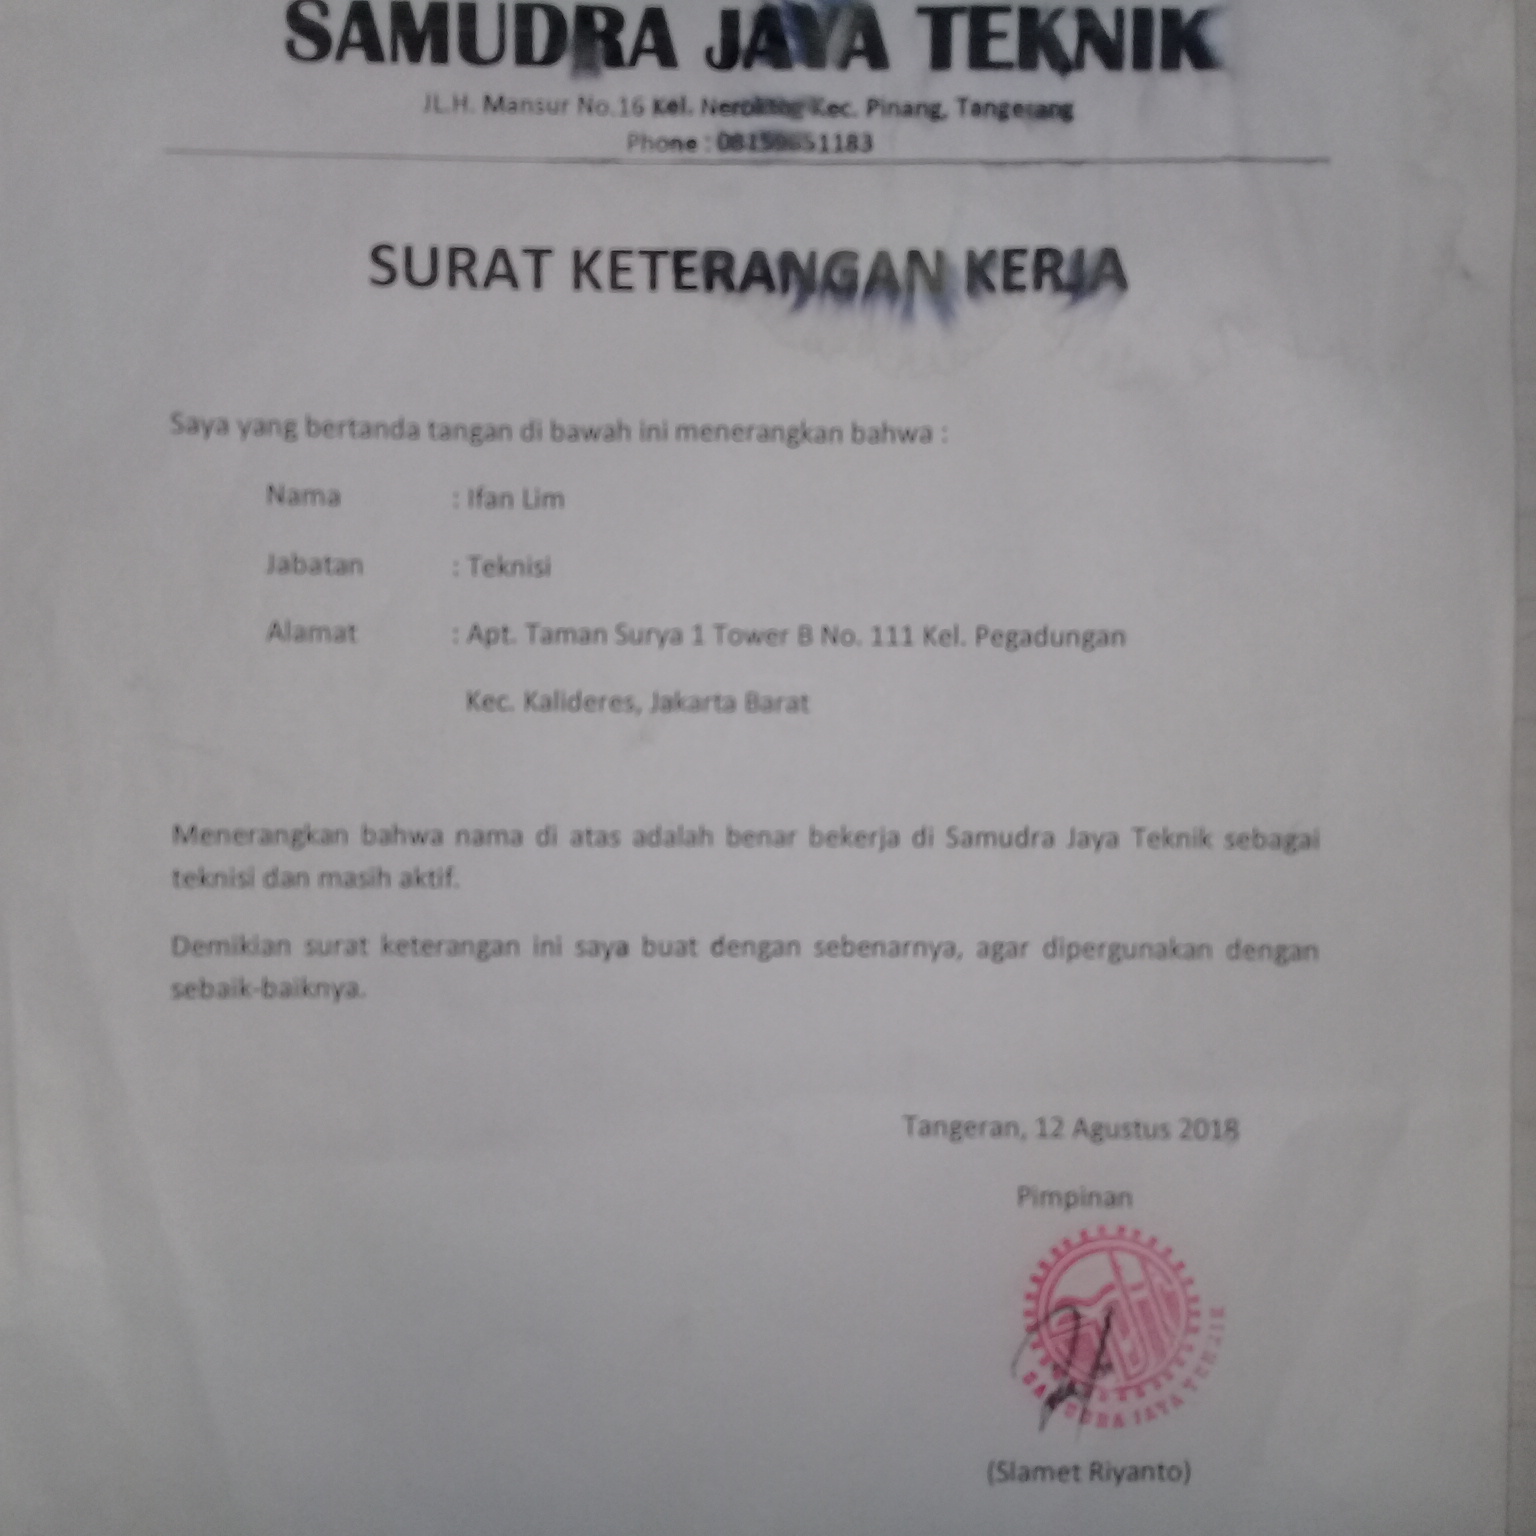 SAMUDRA JAYA TEKNIK
JL.H. Mansur No.16 Kel. Kec. Pinang, Tangerang
Phone :
SURAT KETERANGAN KERJA
Saya yang bertanda tangan di bawah ini menerangkan bahwa :
Nama : Ifan Lim
Jabatan : Teknisi
Alamat : Apt. Taman Surya 1 Tower B No. 111 Kel. Pegadungan
Kec. Kalideres, Jakarta Barat
Menerangkan bahwa nama di atas adalah benar bekerja di Samudra Jaya Teknik sebagai
teknisi dan masih aktif.
Demikian surat keterangan ini saya buat dengan sebenarnya, agar dipergunakan dengan
sebaik-baiknya.
Tangeran, 12 Agustus 2018
Pimpinan
SAMUDRA JAYA TEKNIK
(Slamet Riyanto)